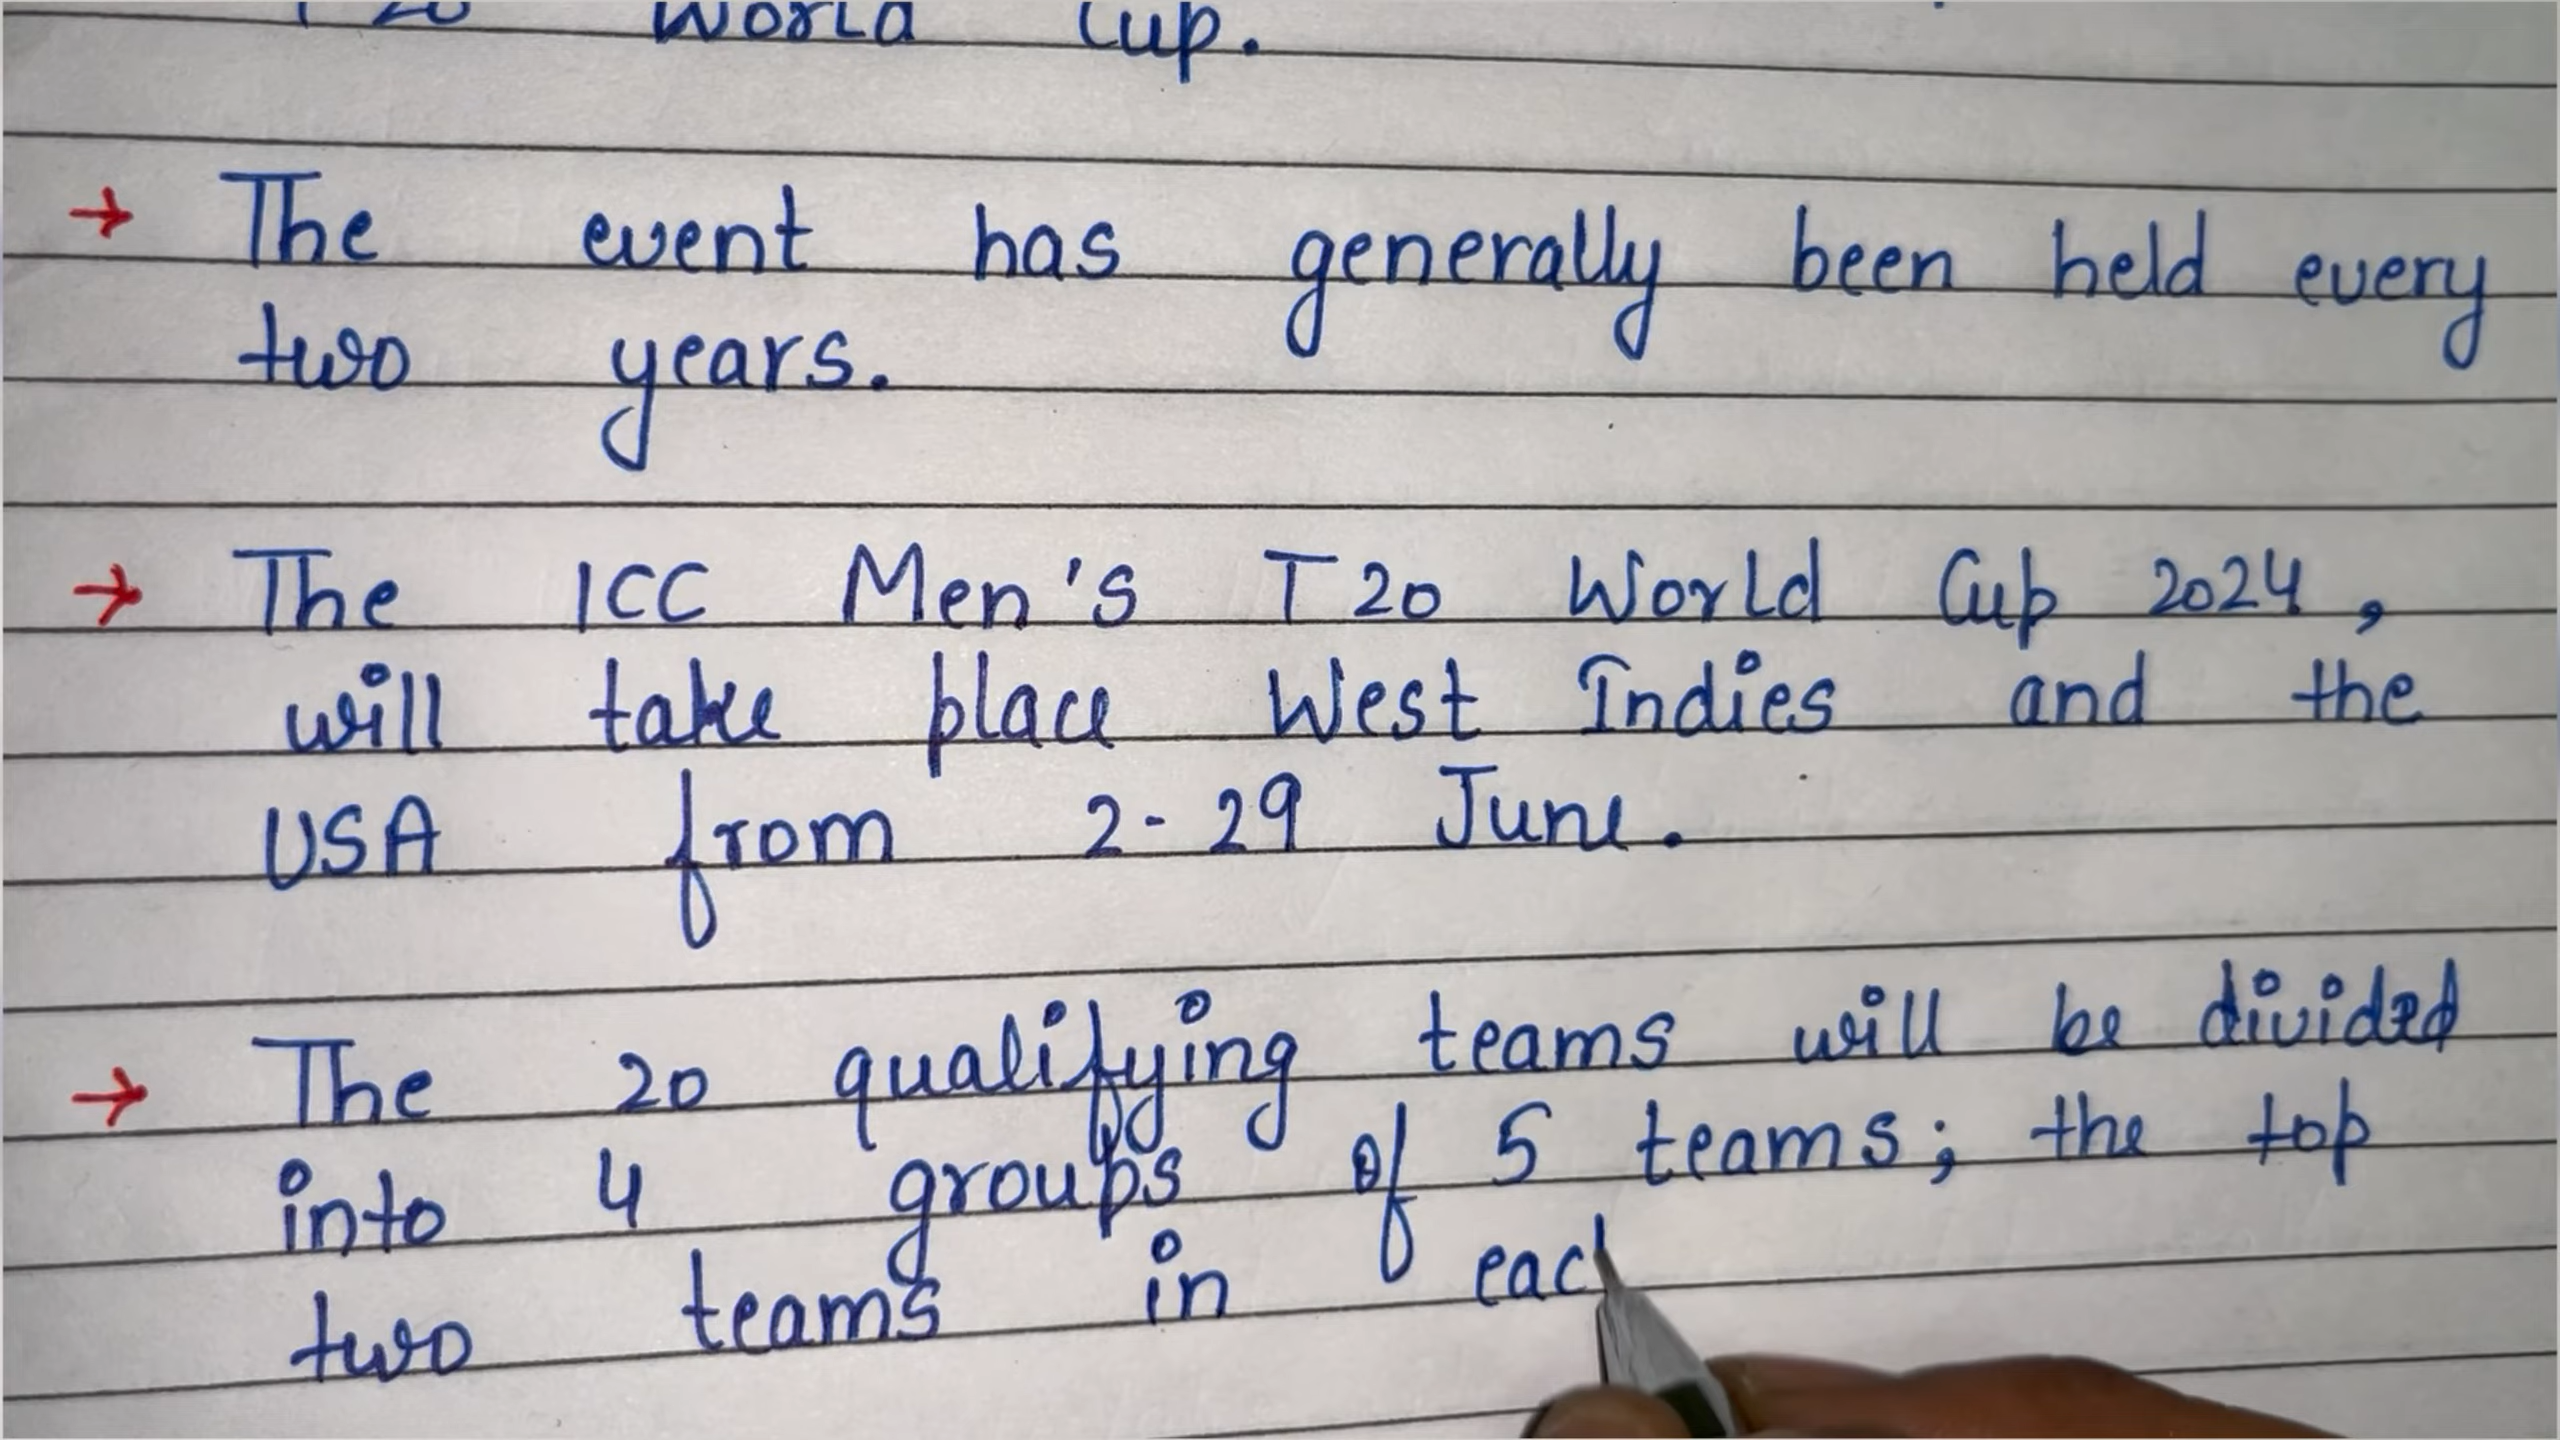 T20 World Cup.
→ The event has generally been held every
two years.
→ The ICC Men's T20 World Cup 2024,
will take place West Indies and the
USA from 2-29 June.
→ The 20 qualifying teams will be divided
into 4 groups of 5 teams; the top
two teams in each